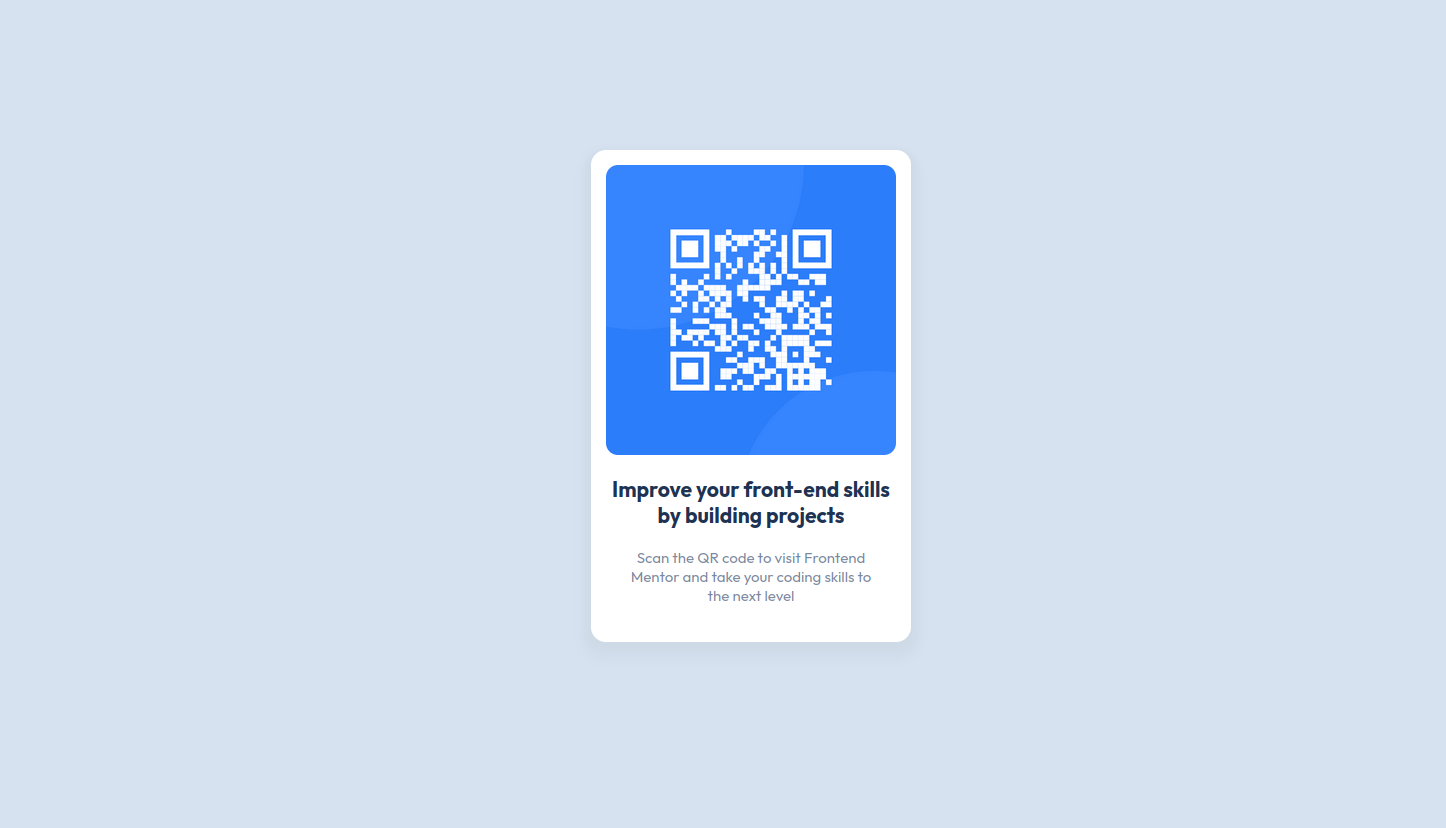 Improve your front-end skills
by building projects
Scan the QR code to visit Frontend
Mentor and take your coding skills to
the next level